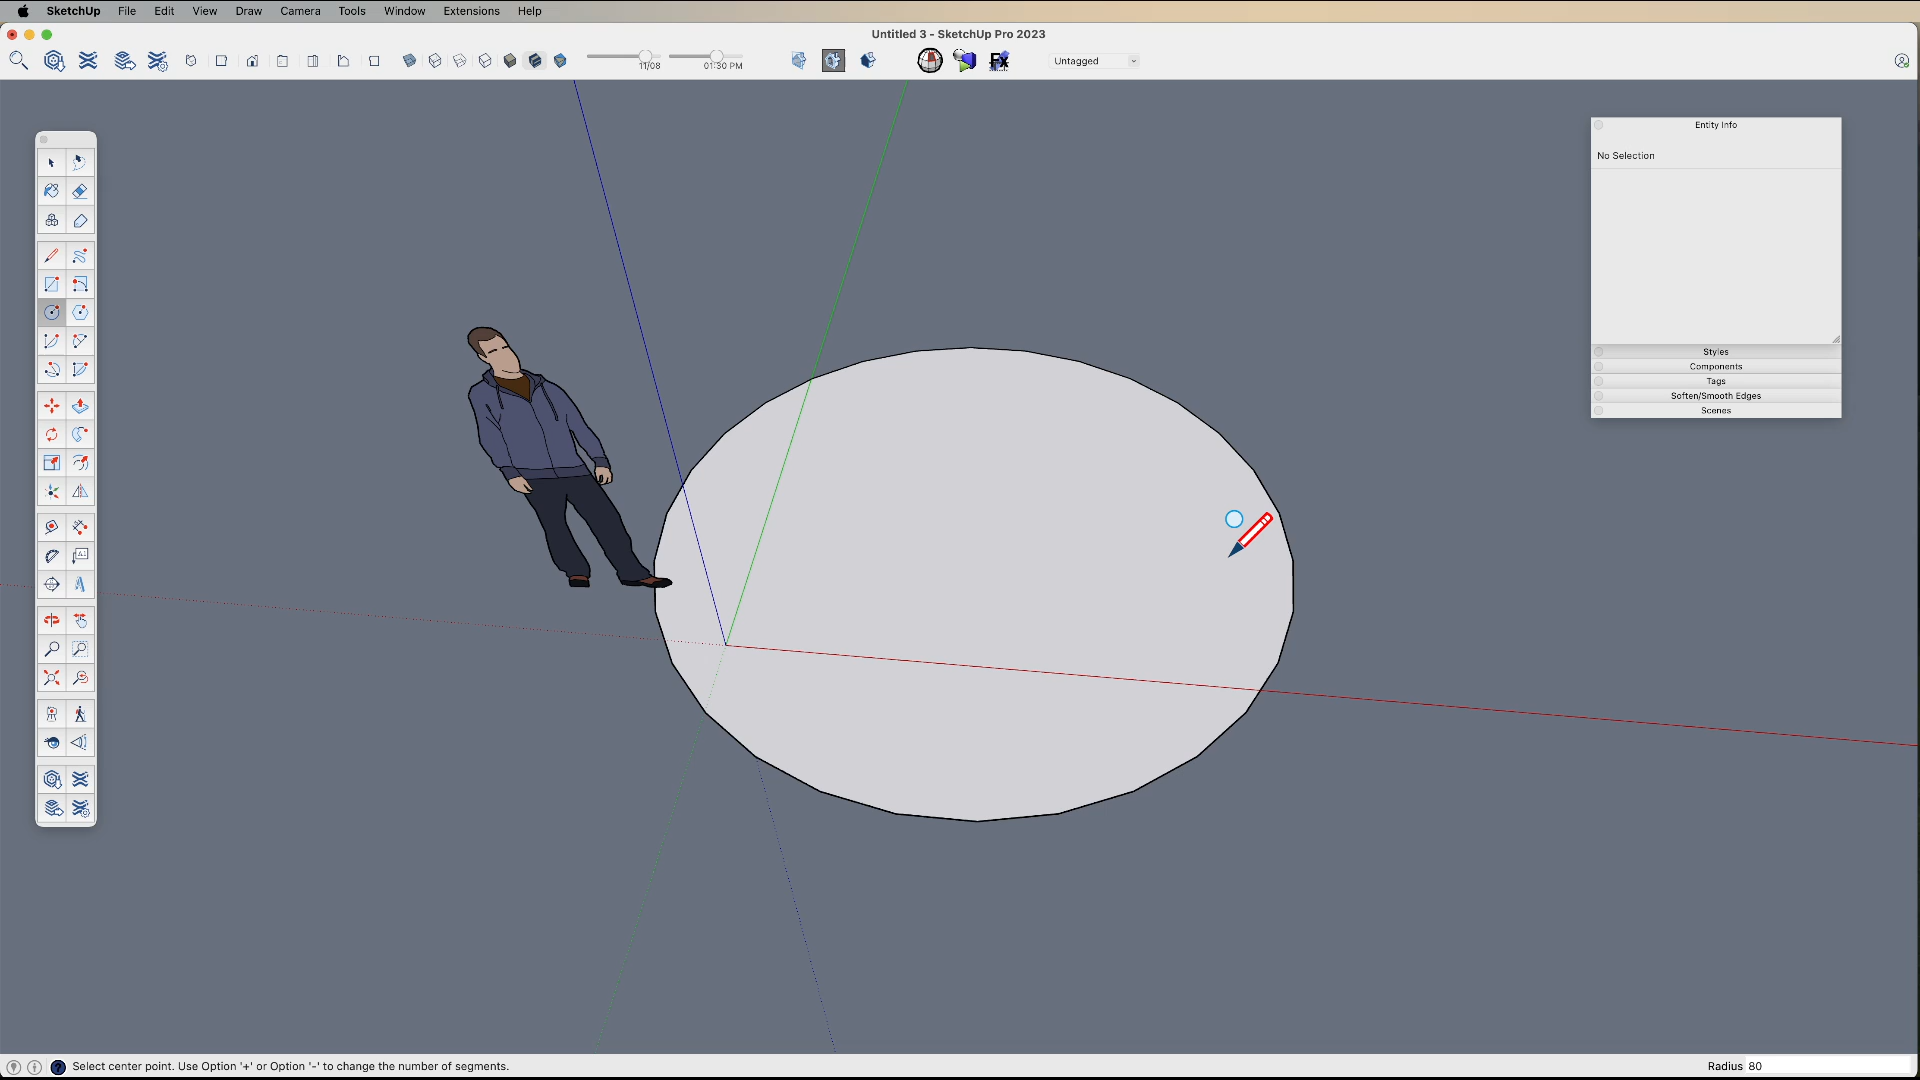 SketchUp File Edit View Draw Camera Tools Window Extensions Help
Untitled 3 - SketchUp Pro 2023
11/08 01:30 PM Untagged
Entity Info
No Selection
Styles
Components
Tags
Soften/Smooth Edges
Scenes
Select center point. Use Option '+' or Option '-' to change the number of segments.
Radius 80